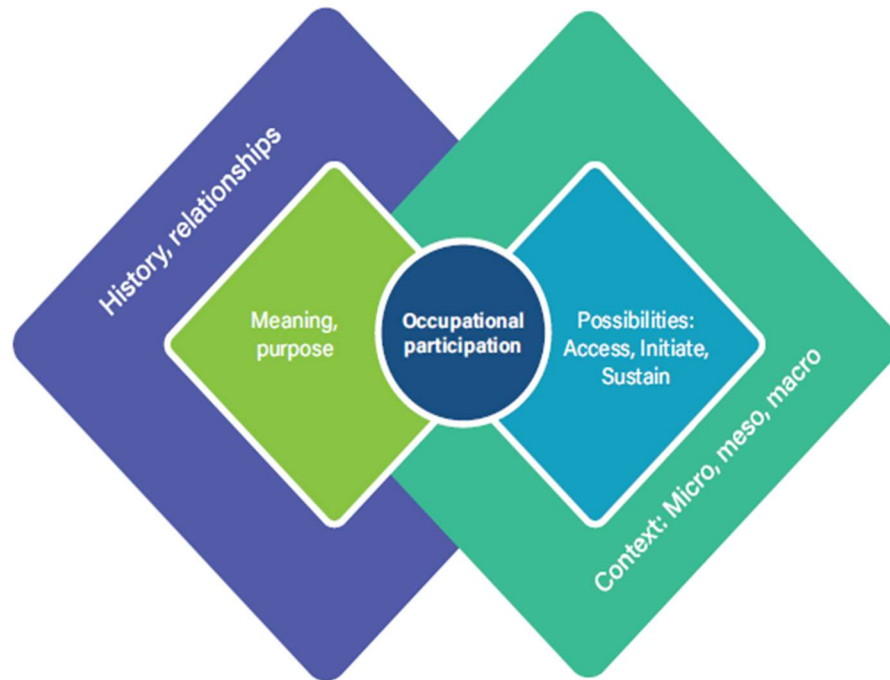 History, relationships
Meaning,
purpose
Occupational
participation
Possibilities:
Access, Initiate,
Sustain
Context: Micro, meso, macro